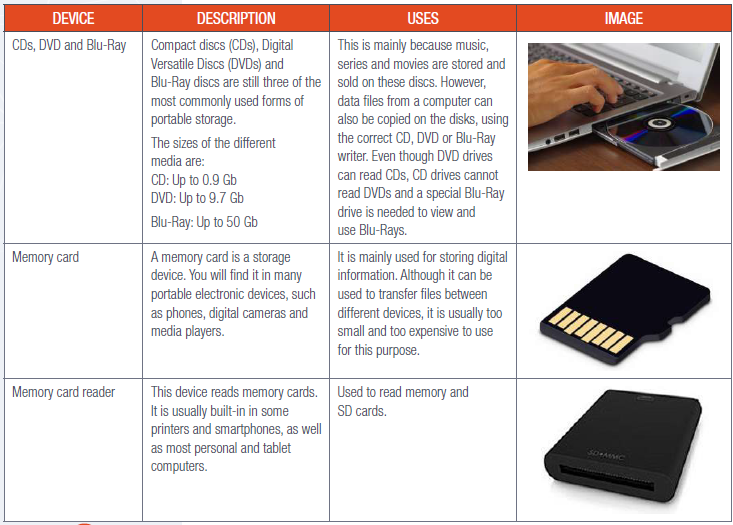 DEVICE
DESCRIPTION
USES
IMAGE
CDs, DVD and Blu-Ray
Compact discs (CDs), Digital
Versatile Discs (DVDs) and
Blu-Ray discs are still three of the
most commonly used forms of
portable storage.
The sizes of the different
media are:
CD: Up to 0.9 Gb
DVD: Up to 9.7 Gb
Blu-Ray: Up to 50 Gb
This is mainly because music,
series and movies are stored and
sold on these discs. However,
data files from a computer can
also be copied on the disks, using
the correct CD, DVD or Blu-Ray
writer. Even though DVD drives
can read CDs, CD drives cannot
read DVDs and a special Blu-Ray
drive is needed to view and
use Blu-Rays.
Memory card
A memory card is a storage
device. You will find it in many
portable electronic devices, such
as phones, digital cameras and
media players.
It is mainly used for storing digital
information. Although it can be
used to transfer files between
different devices, it is usually too
small and too expensive to use
for this purpose.
Memory card reader
This device reads memory cards.
It is usually built-in in some
printers and smartphones, as well
as most personal and tablet
computers.
Used to read memory and
SD cards.